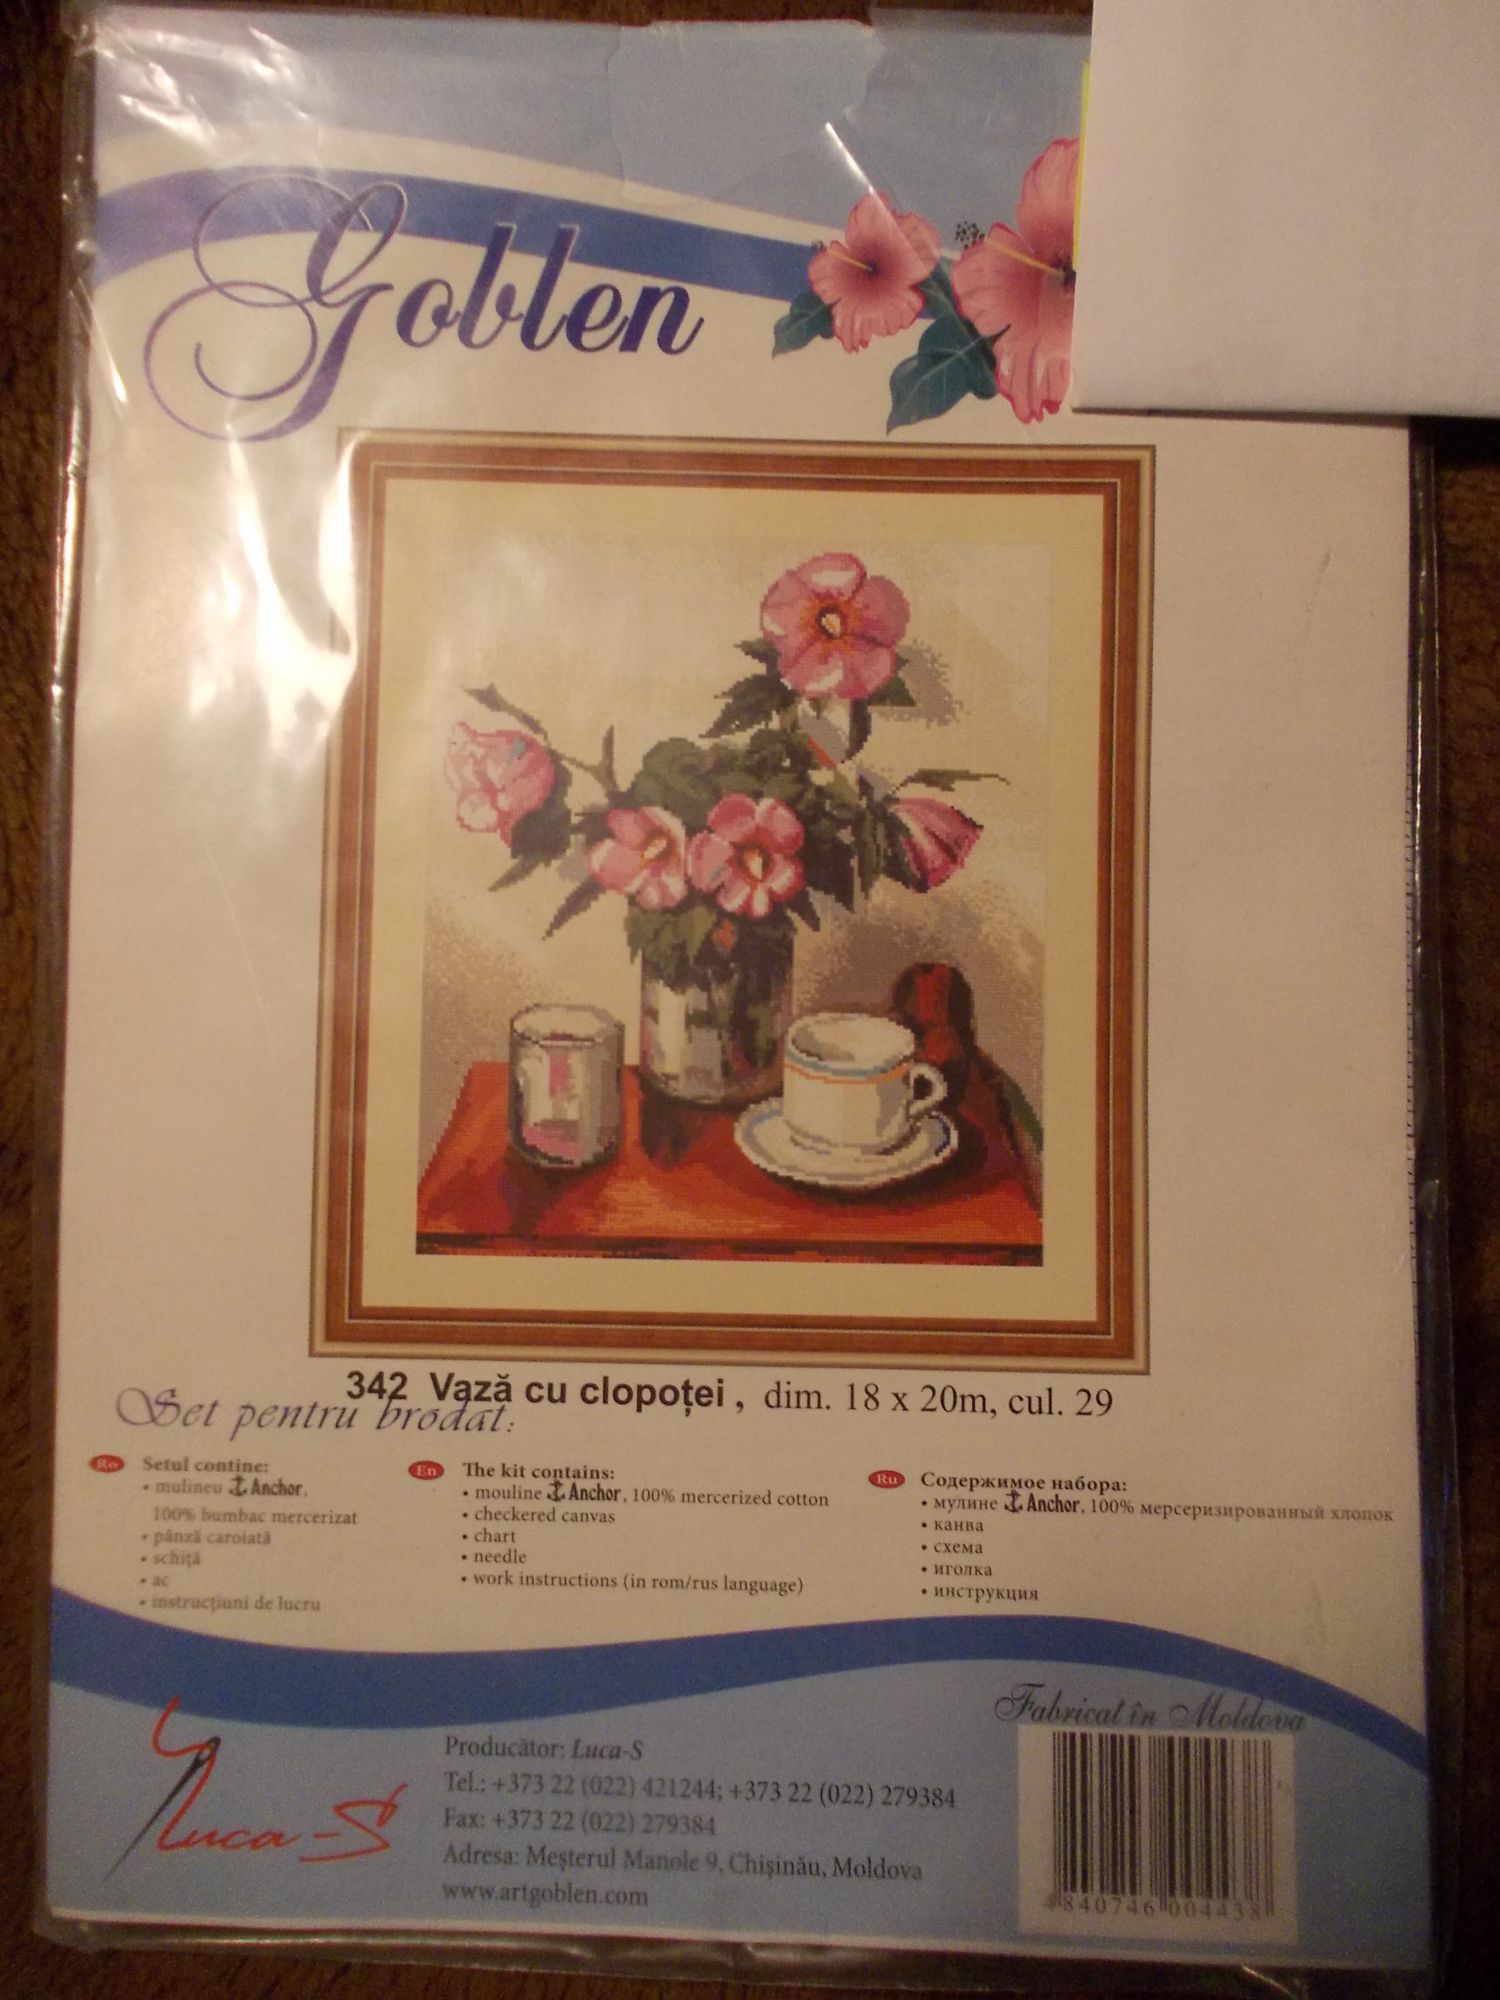 Goblen
342 Vază cu clopoței , dim. 18 x 20m, cul. 29
Set pentru brodat:
Ro Setul contine:
• mulineu Anchor,
100% bumbac mercerizat
• pânză caroiată
• schiță
• ac
• instrucțiuni de lucru
En The kit contains:
• mouline Anchor, 100% mercerized cotton
• checkered canvas
• chart
• needle
• work instructions (in rom/rus language)
Ru Содержимое набора:
• мулине Anchor, 100% мерсеризированный хлопок
• канва
• схема
• иголка
• инструкция
Luca-S
Producător: Luca-S
Tel.: +373 22 (022) 421244; +373 22 (022) 279384
Fax: +373 22 (022) 279384
Adresa: Meșterul Manole 9, Chișinău, Moldova
www.artgoblen.com
Fabricat în Moldova
4840746004438